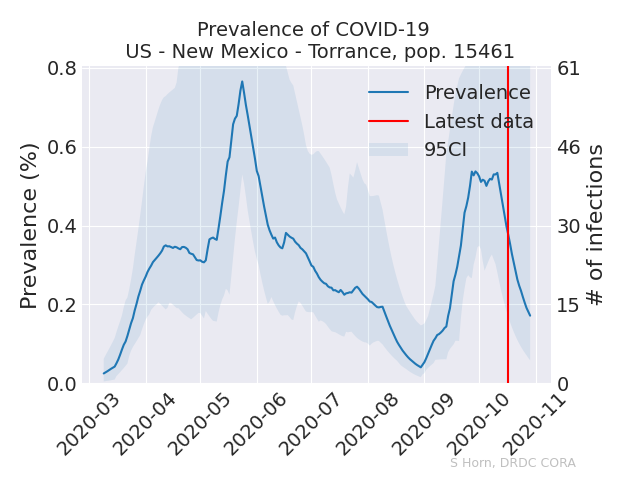 Prevalence of COVID-19
US - New Mexico - Torrance, pop. 15461
Prevalence (%)
0.8
0.6
0.4
0.2
0.0
Prevalence
Latest data
95CI
61
46
30
15
0
# of infections
2020-03
2020-04
2020-05
2020-06
2020-07
2020-08
2020-09
2020-10
2020-11
S Horn, DRDC CORA